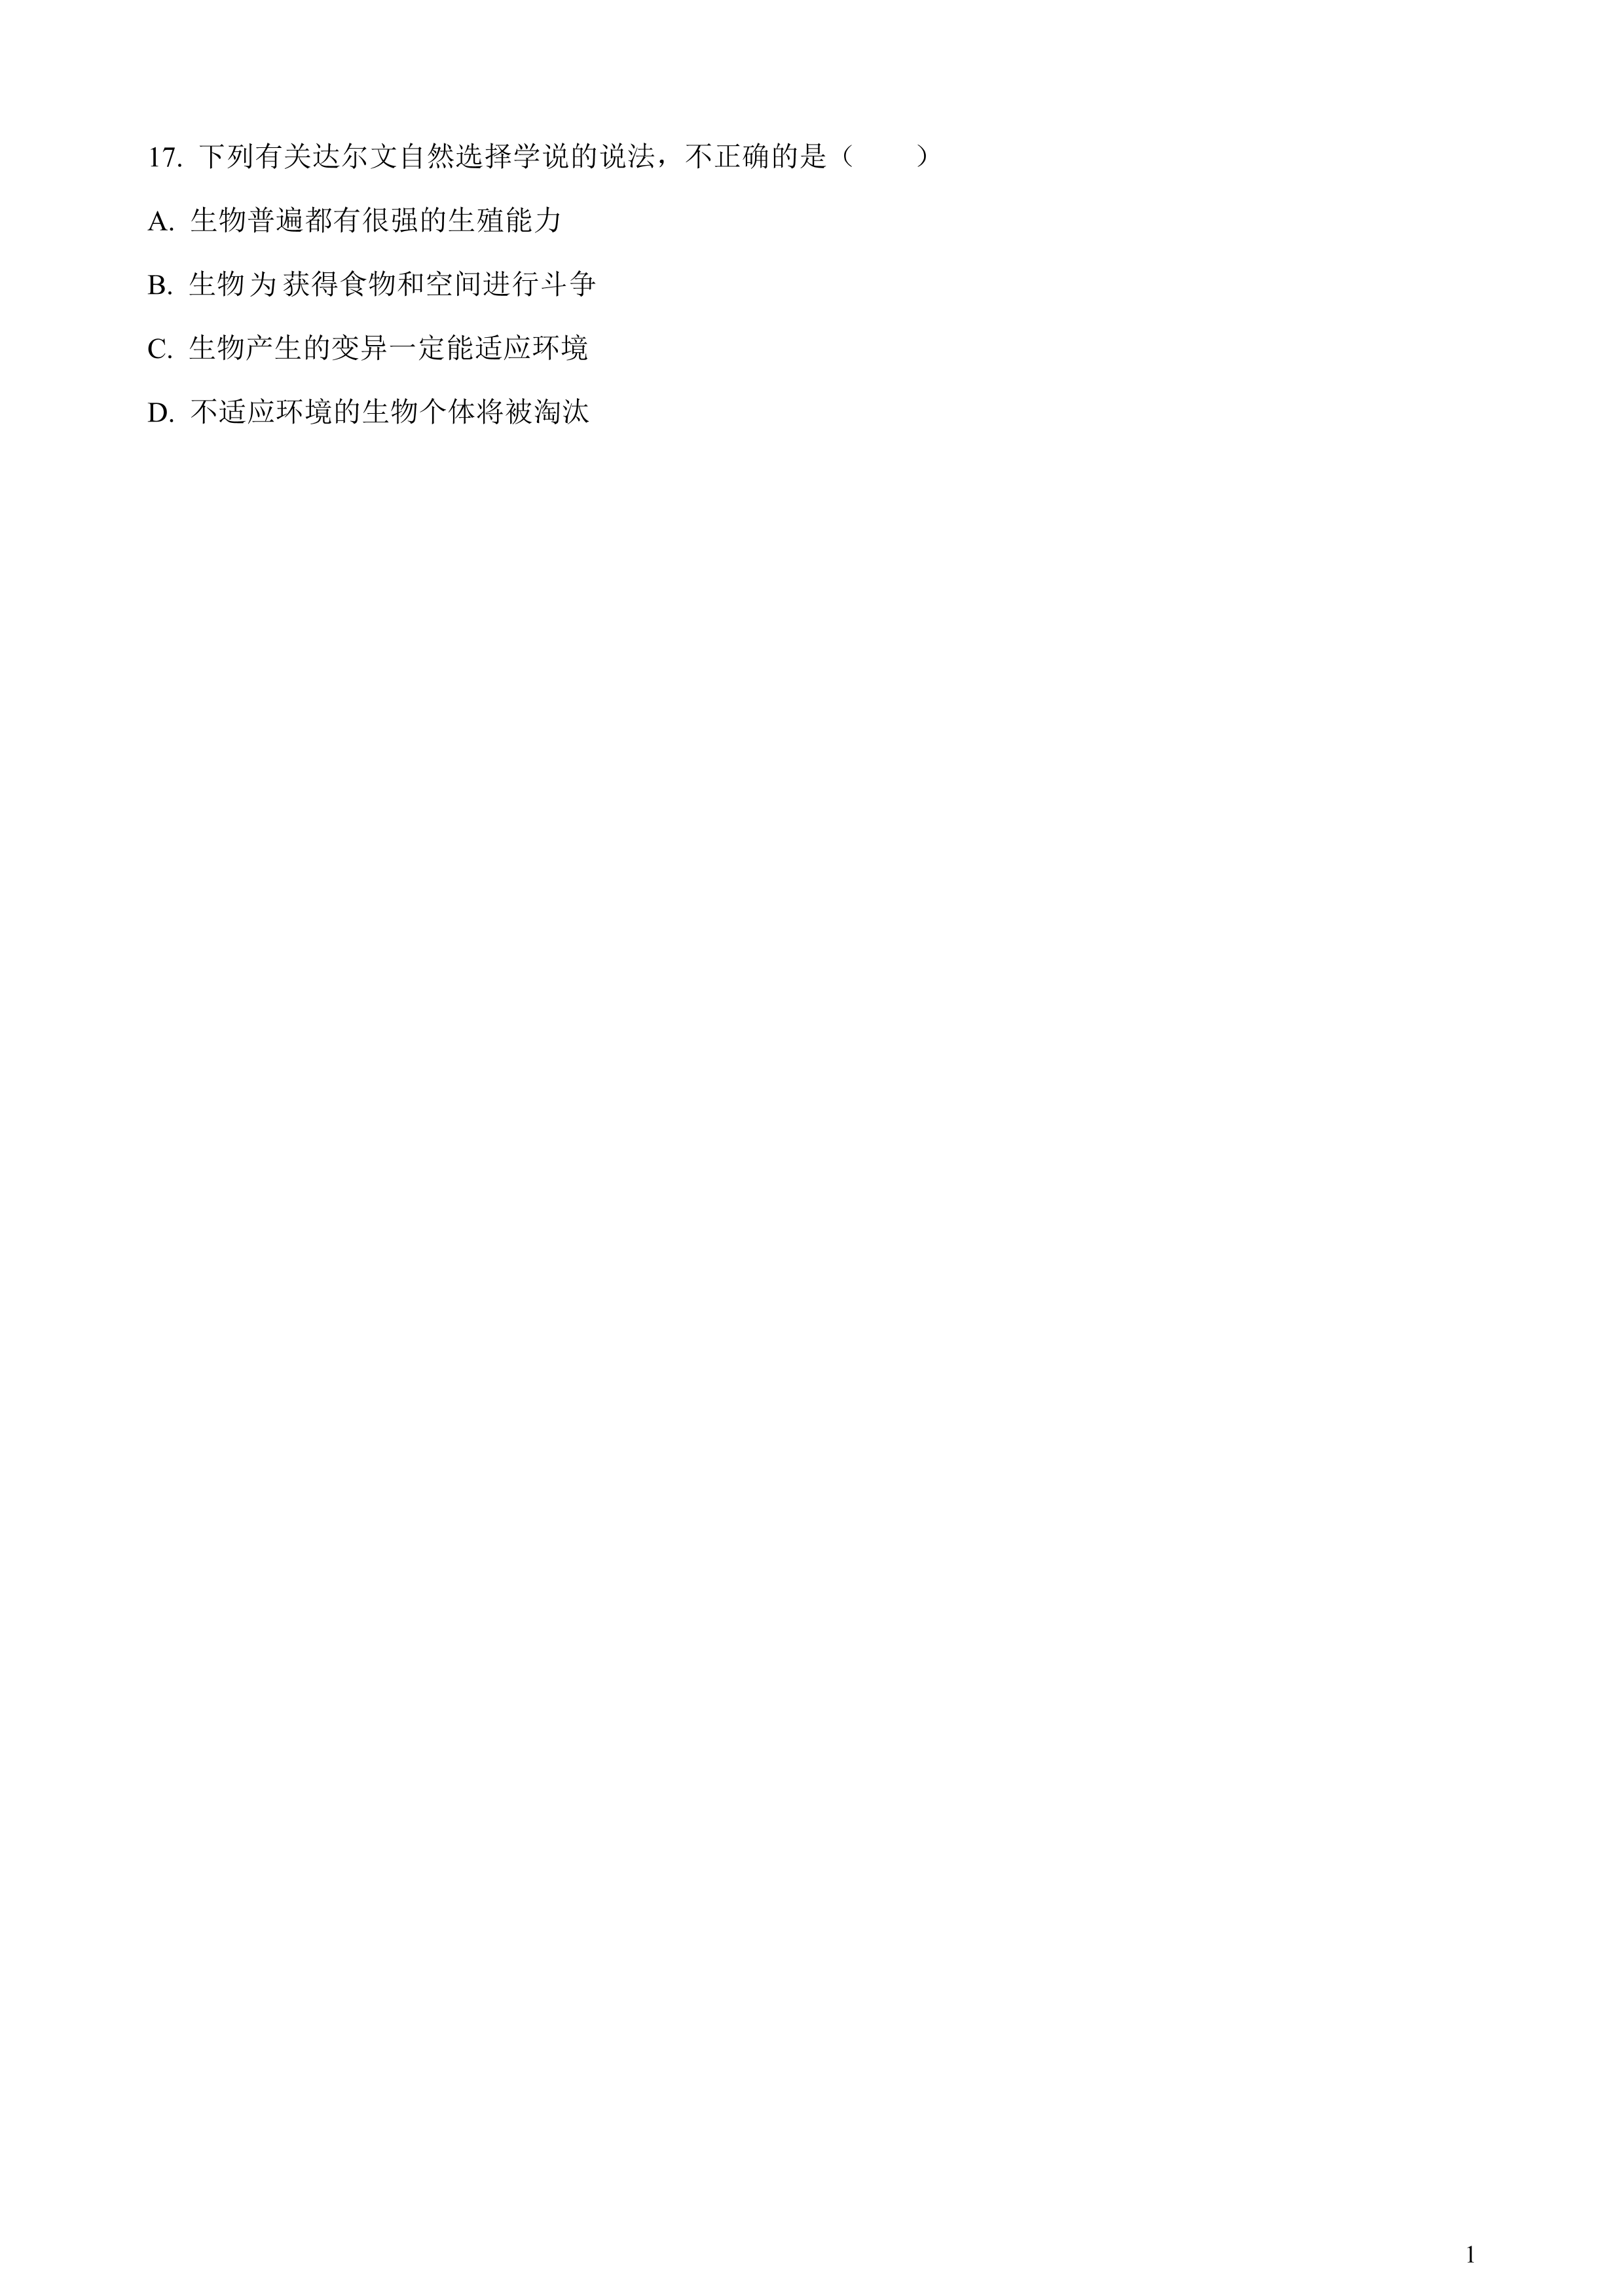 17. 下列有关达尔文自然选择学说的说法，不正确的是（　　）
A. 生物普遍都有很强的生殖能力
B. 生物为获得食物和空间进行斗争
C. 生物产生的变异一定能适应环境
D. 不适应环境的生物个体将被淘汰
1